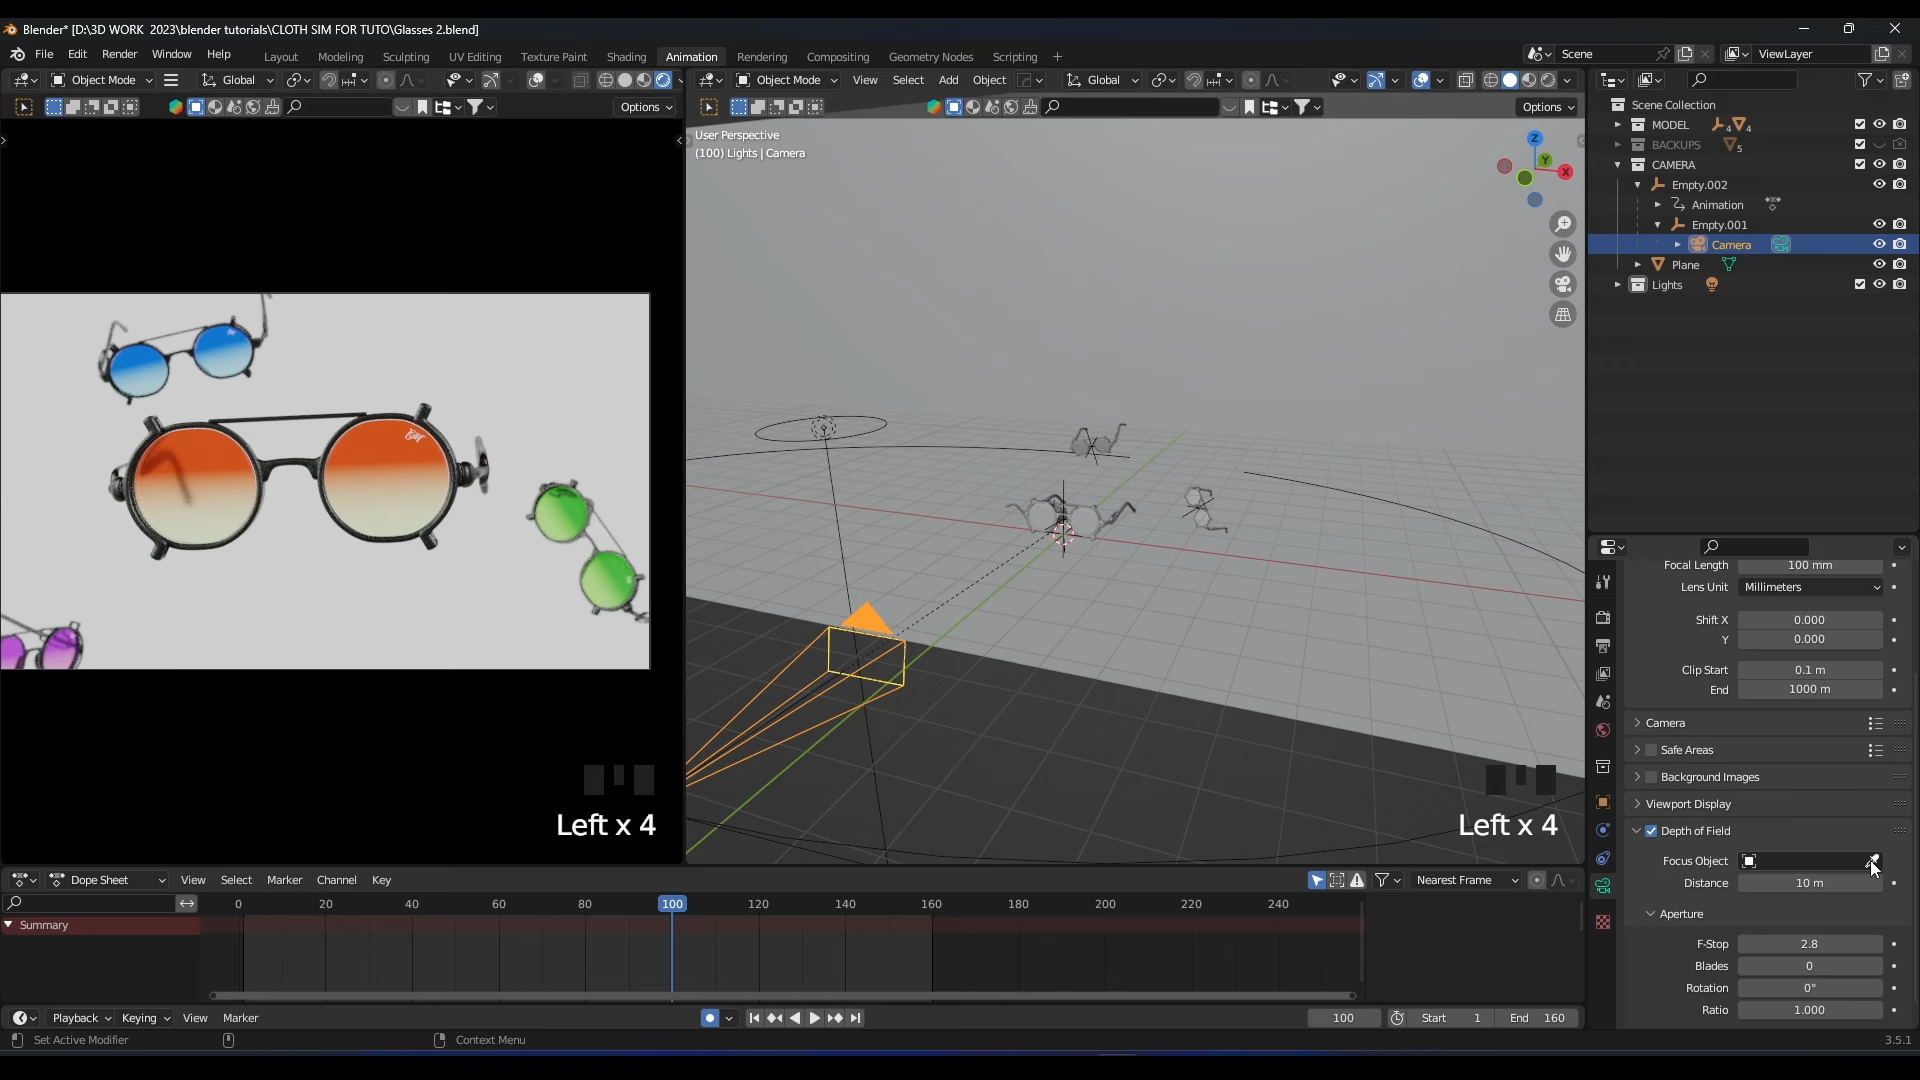 Blender* [D:\3D WORK 2023\blender tutorials\CLOTH SIM FOR TUTO\Glasses 2.blend]
File Edit Render Window Help Layout Modeling Sculpting UV Editing Texture Paint Shading Animation Rendering Compositing Geometry Nodes Scripting + Scene ViewLayer
Object Mode Global Object Mode View Select Add Object Global
Options Options
User Perspective
(100) Lights | Camera
Z
Y
X
Scene Collection
MODEL 4 4
BACKUPS 5
CAMERA
Empty.002
Animation
Empty.001
Camera
Plane
Lights
Focal Length 100 mm
Lens Unit Millimeters
Shift X 0.000
Y 0.000
Clip Start 0.1 m
End 1000 m
Camera
Safe Areas
Background Images
Viewport Display
Depth of Field
Focus Object
Distance 10 m
Aperture
F-Stop 2.8
Blades 0
Rotation 0°
Ratio 1.000
Left x 4 Left x 4
Dope Sheet View Select Marker Channel Key Nearest Frame
0 20 40 60 80 100 120 140 160 180 200 220 240
Summary
Playback Keying View Marker 100 Start 1 End 160
Set Active Modifier Context Menu 3.5.1